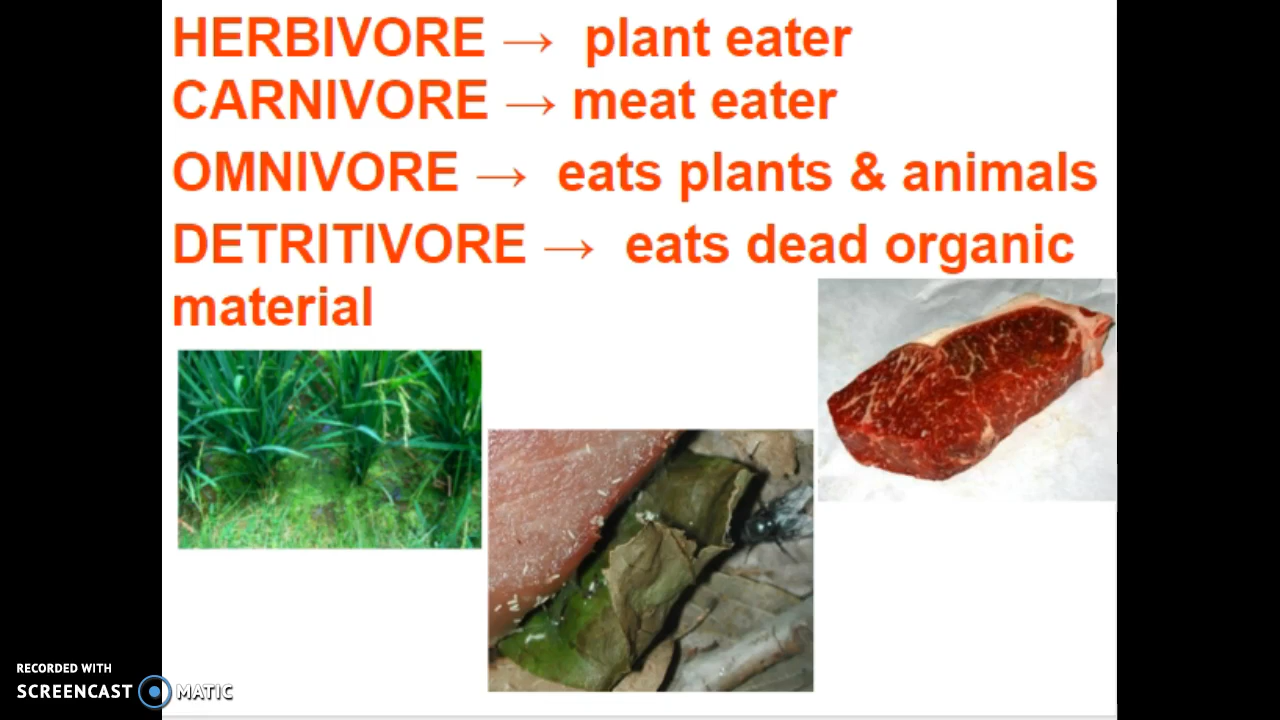 HERBIVORE → plant eater
CARNIVORE → meat eater
OMNIVORE → eats plants & animals
DETRITIVORE → eats dead organic
material
RECORDED WITH
SCREENCAST MATIC